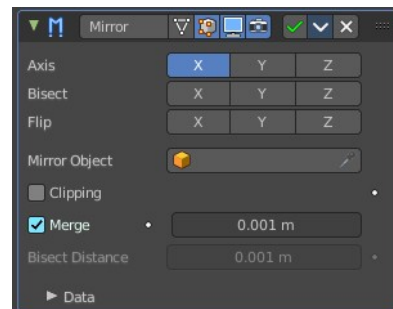 Mirror
Axis X Y Z
Bisect X Y Z
Flip X Y Z
Mirror Object
Clipping
Merge 0.001 m
Bisect Distance 0.001 m
Data